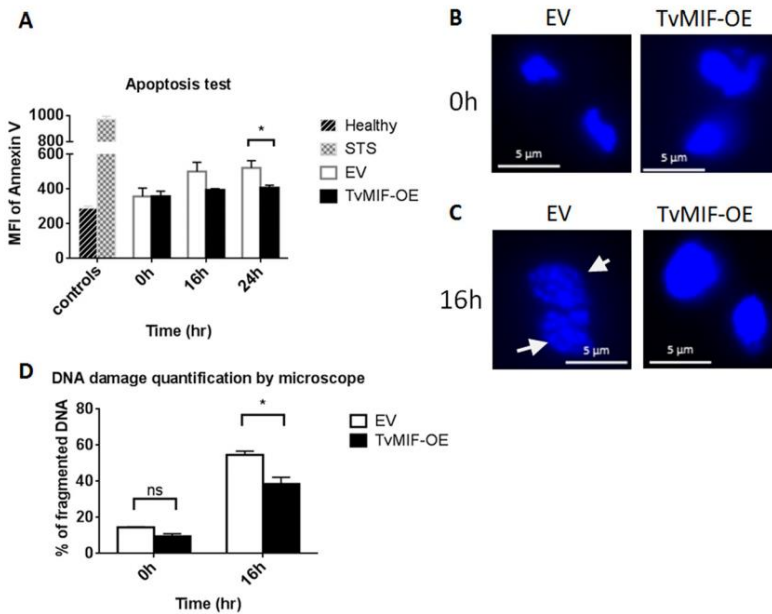 A
Apoptosis test
MFI of Annexin V
1000
800
600
400
200
0
controls
0h
16h
24h
*
Time (hr)
Healthy
STS
EV
TvMIF-OE
B
EV
TvMIF-OE
0h
5 µm
5 µm
C
EV
TvMIF-OE
16h
5 µm
5 µm
D
DNA damage quantification by microscope
% of fragmented DNA
80
60
40
20
0
ns
*
0h
16h
Time (hr)
EV
TvMIF-OE